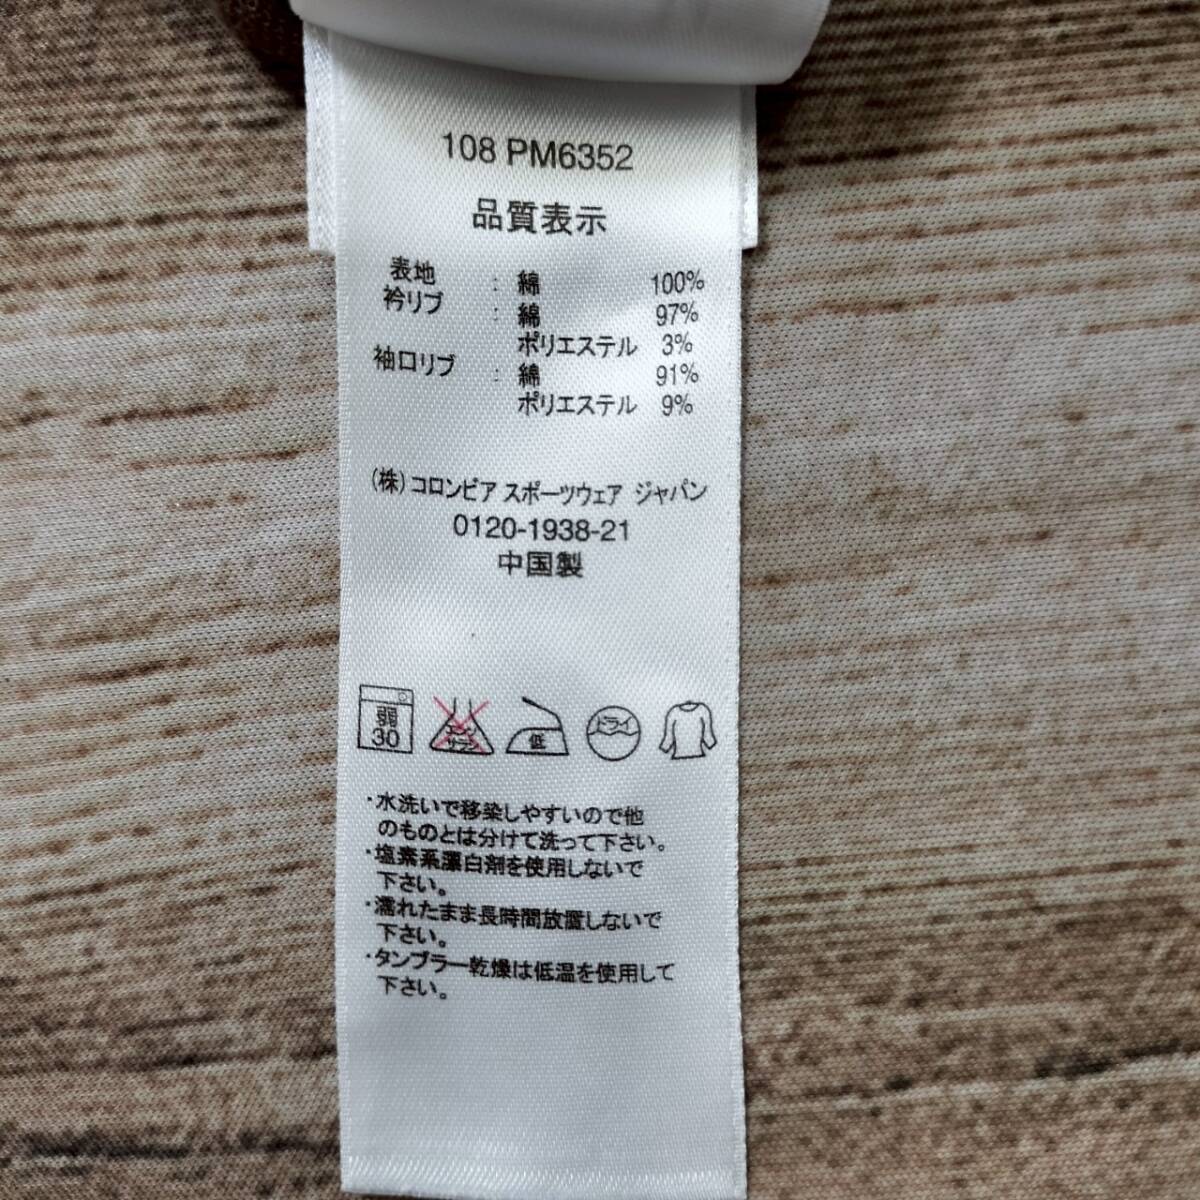 108 PM6352
品質表示
表地 : 綿 100%
衿リブ : 綿 97%
ポリエステル 3%
袖口リブ : 綿 91%
ポリエステル 9%
(株)コロンビア スポーツウェア ジャパン
0120-1938-21
中国製
弱
30
エンソ
サラシ
低
ドライ
・水洗いで移染しやすいので他
のものとは分けて洗って下さい。
・塩素系漂白剤を使用しないで
下さい。
・濡れたまま長時間放置しないで
下さい。
・タンブラー乾燥は低温を使用して
下さい。